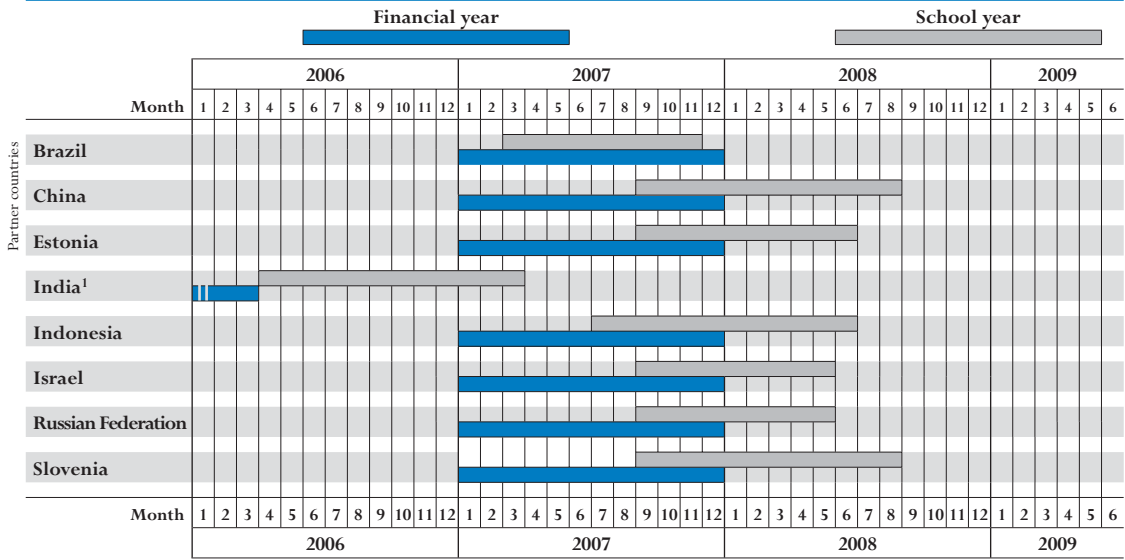 Financial year School year
2006 2007 2008 2009
Month 1 2 3 4 5 6 7 8 9 10 11 12 1 2 3 4 5 6 7 8 9 10 11 12 1 2 3 4 5 6 7 8 9 10 11 12 1 2 3 4 5 6
Partner countries
Brazil
China
Estonia
India¹
Indonesia
Israel
Russian Federation
Slovenia
Month 1 2 3 4 5 6 7 8 9 10 11 12 1 2 3 4 5 6 7 8 9 10 11 12 1 2 3 4 5 6 7 8 9 10 11 12 1 2 3 4 5 6
2006 2007 2008 2009